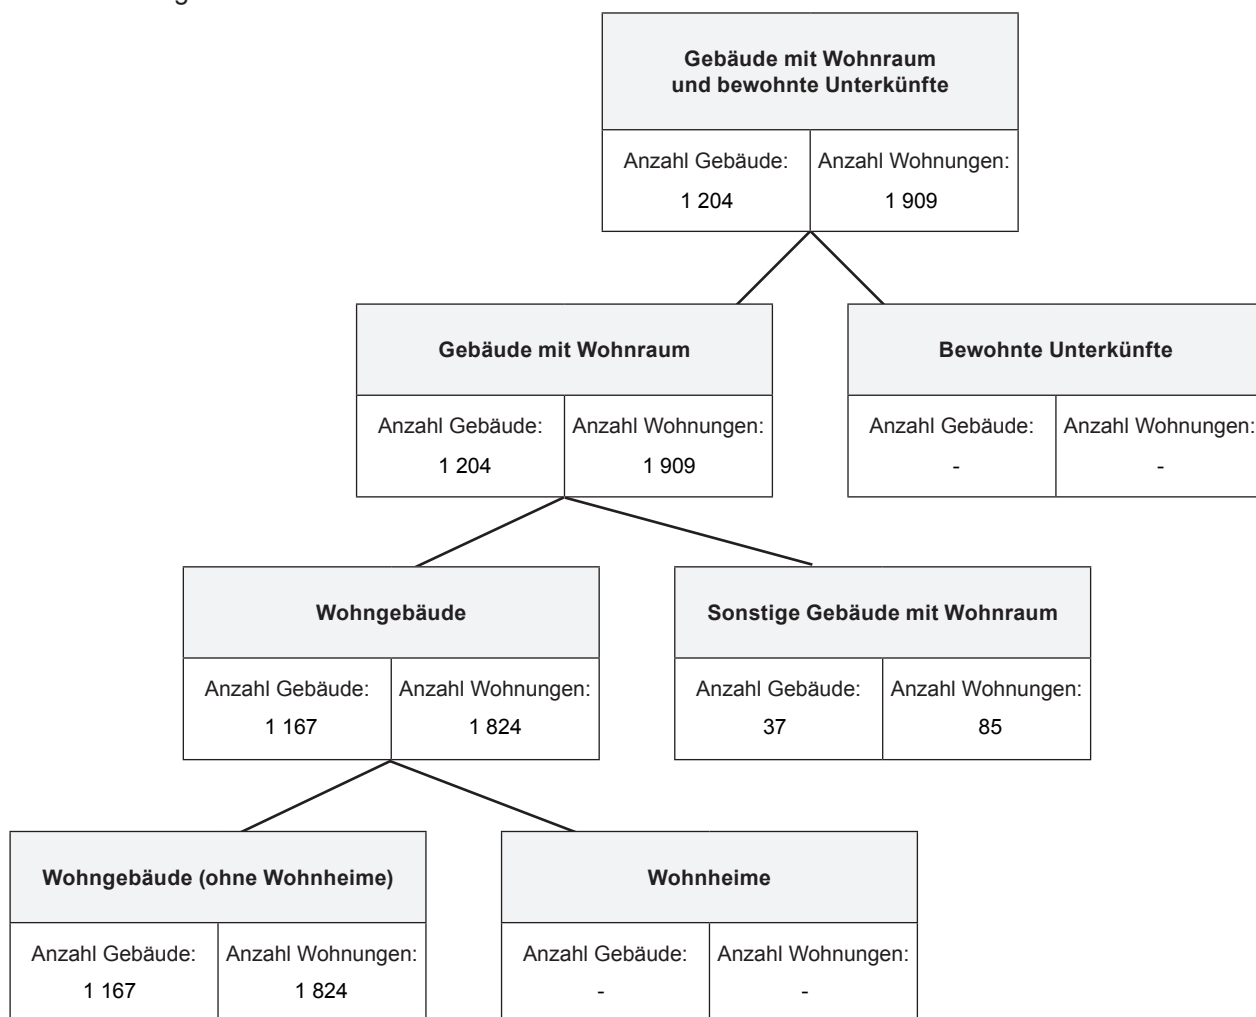 Gebäude mit Wohnraum
und bewohnte Unterkünfte
Anzahl Gebäude: Anzahl Wohnungen:
1 204 1 909
Gebäude mit Wohnraum
Anzahl Gebäude: Anzahl Wohnungen:
1 204 1 909
Bewohnte Unterkünfte
Anzahl Gebäude: Anzahl Wohnungen:
- -
Wohngebäude
Anzahl Gebäude: Anzahl Wohnungen:
1 167 1 824
Sonstige Gebäude mit Wohnraum
Anzahl Gebäude: Anzahl Wohnungen:
37 85
Wohngebäude (ohne Wohnheime)
Anzahl Gebäude: Anzahl Wohnungen:
1 167 1 824
Wohnheime
Anzahl Gebäude: Anzahl Wohnungen:
- -